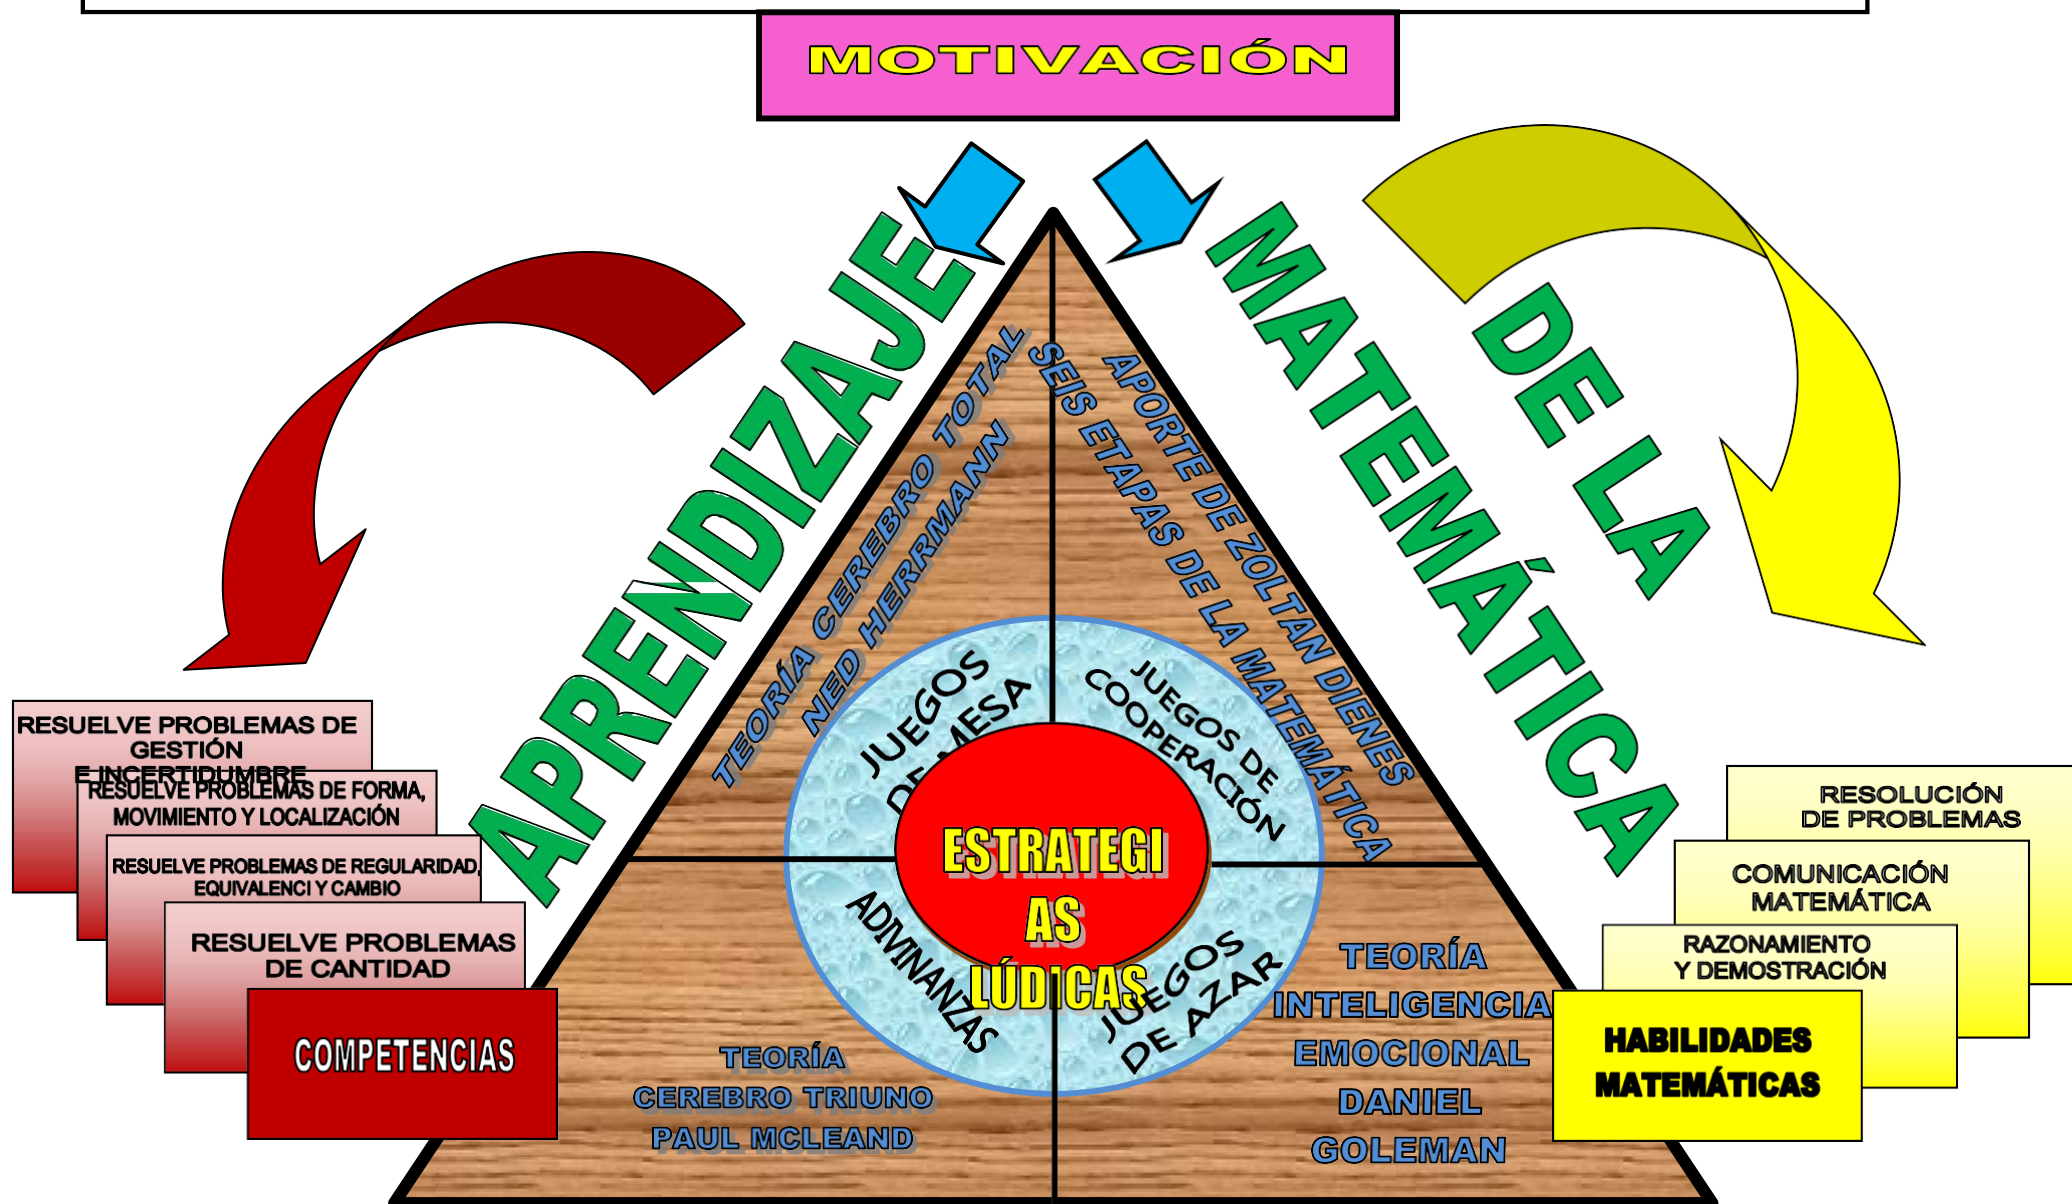 MOTIVACIÓN
APRENDIZAJE
DE LA
MATEMÁTICA
TEORÍA CEREBRO TOTAL
NED HERRMANN
APORTE DE ZOLTAN DIENES
SEIS ETAPAS DE LA MATEMÁTICA
JUEGOS
DE MESA
JUEGOS DE
COOPERACIÓN
ESTRATEGI
AS
LÚDICAS
ADIVINANZAS
JUEGOS
DE AZAR
TEORÍA
CEREBRO TRIUNO
PAUL MCLEAND
TEORÍA
INTELIGENCIA
EMOCIONAL
DANIEL
GOLEMAN
RESUELVE PROBLEMAS DE
GESTIÓN
E INCERTIDUMBRE
RESUELVE PROBLEMAS DE FORMA,
MOVIMIENTO Y LOCALIZACIÓN
RESUELVE PROBLEMAS DE REGULARIDAD,
EQUIVALENCI Y CAMBIO
RESUELVE PROBLEMAS
DE CANTIDAD
COMPETENCIAS
RESOLUCIÓN
DE PROBLEMAS
COMUNICACIÓN
MATEMÁTICA
RAZONAMIENTO
Y DEMOSTRACIÓN
HABILIDADES
MATEMÁTICAS